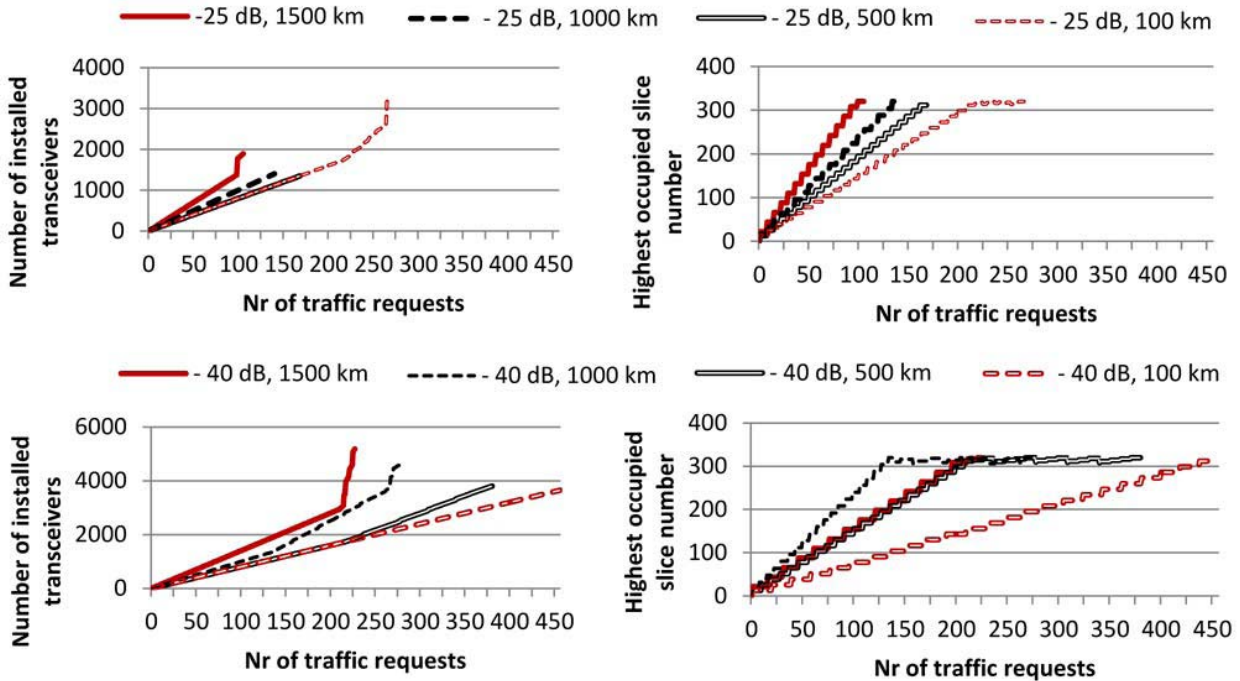 -25 dB, 1500 km
- 25 dB, 1000 km
- 25 dB, 500 km
- 25 dB, 100 km
Number of installed
transceivers
4000
3000
2000
1000
0
0 50 100 150 200 250 300 350 400 450
Nr of traffic requests
Highest occupied slice
number
400
300
200
100
0
0 50 100 150 200 250 300 350 400 450
Nr of traffic requests
- 40 dB, 1500 km
- 40 dB, 1000 km
- 40 dB, 500 km
- 40 dB, 100 km
Number of installed
transceivers
6000
4000
2000
0
0 50 100 150 200 250 300 350 400 450
Nr of traffic requests
Highest occupied
slice number
400
300
200
100
0
0 50 100 150 200 250 300 350 400 450
Nr of traffic requests